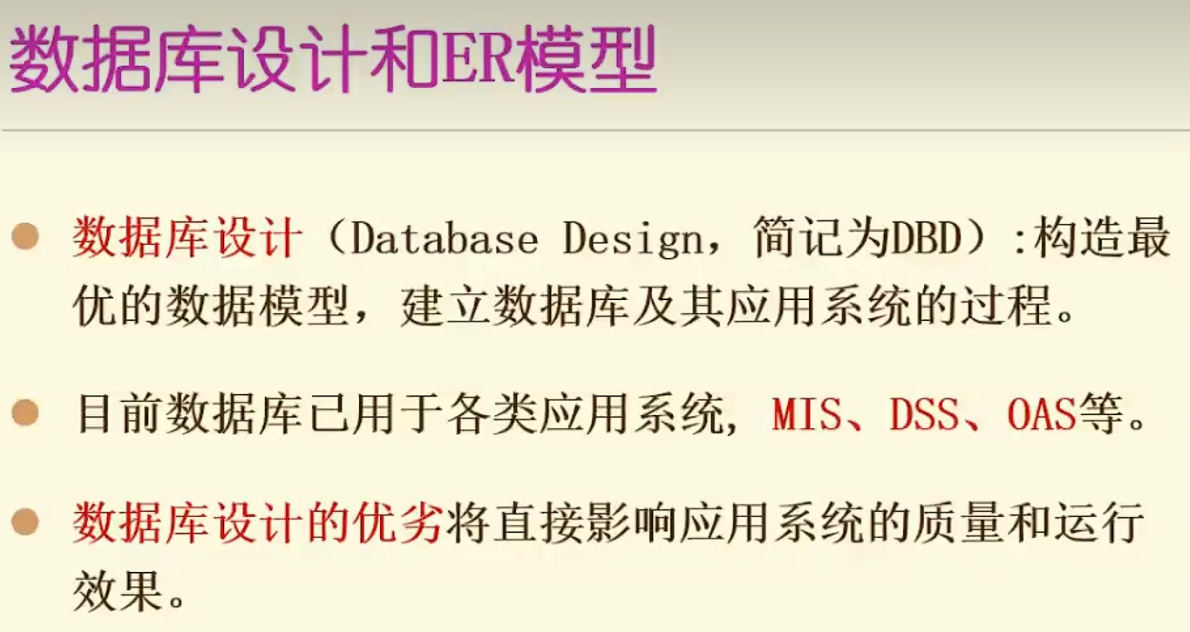 数据库设计和ER模型
数据库设计（Database Design，简记为DBD）:构造最
优的数据模型，建立数据库及其应用系统的过程。
目前数据库已用于各类应用系统, MIS、DSS、OAS等。
数据库设计的优劣将直接影响应用系统的质量和运行
效果。